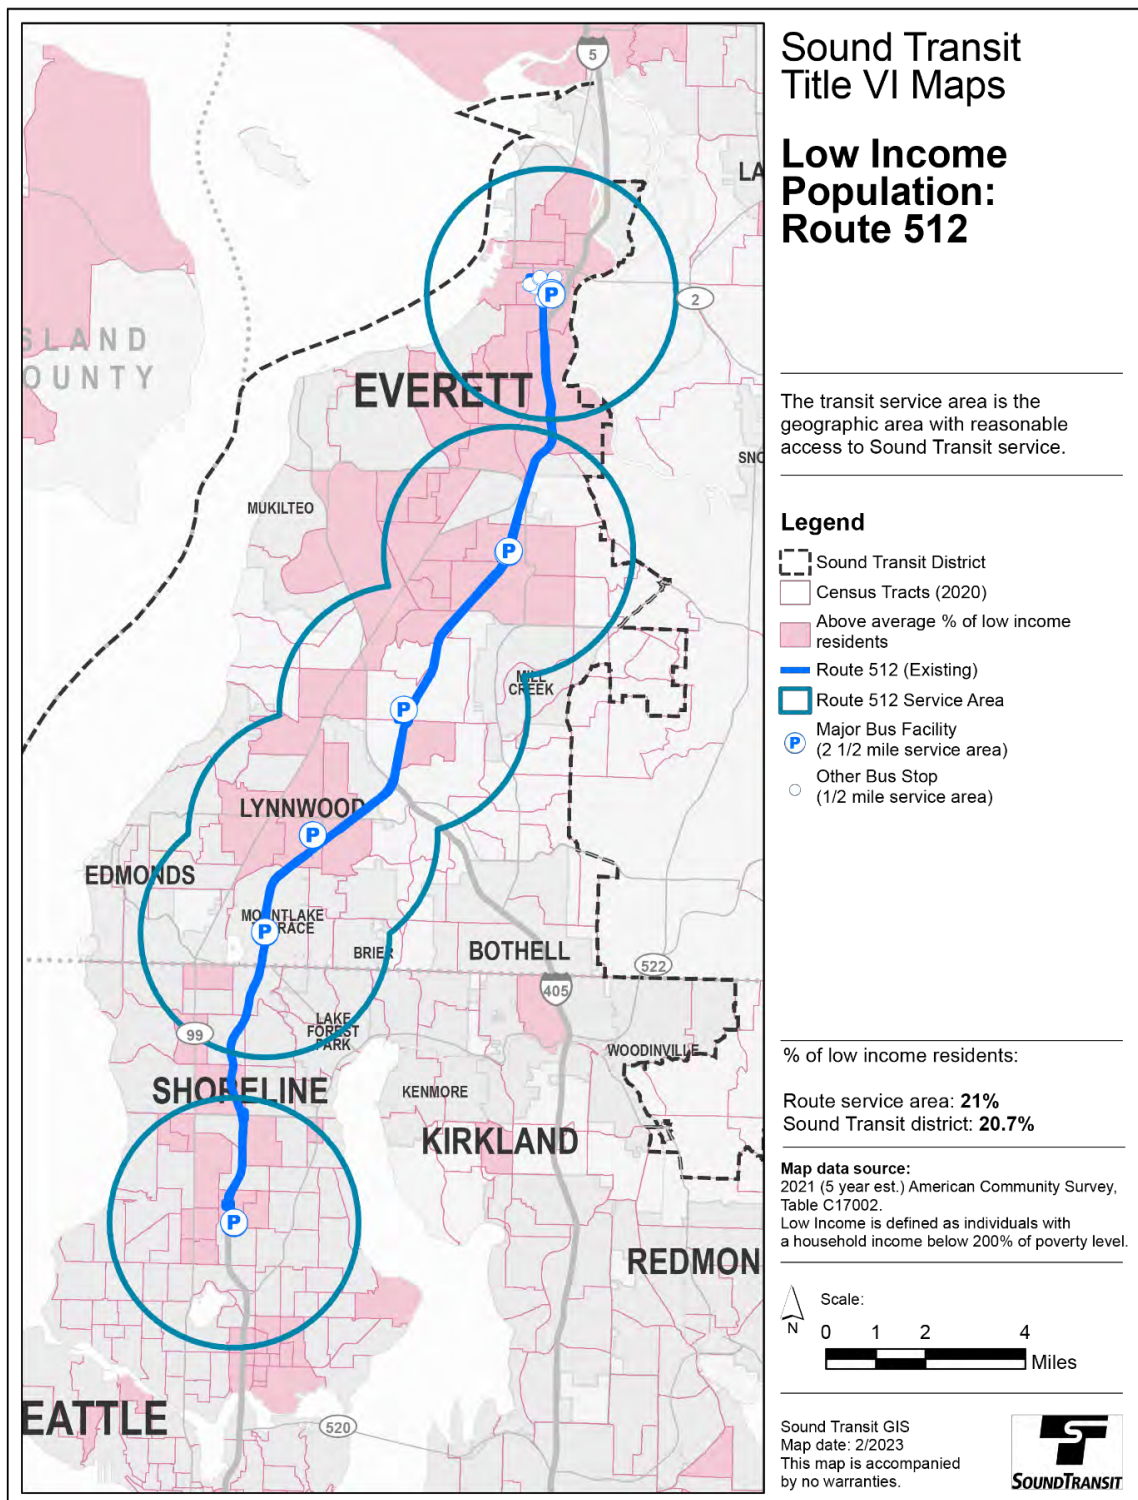 Sound Transit
Title VI Maps
Low Income
Population:
Route 512
The transit service area is the
geographic area with reasonable
access to Sound Transit service.
Legend
Sound Transit District
Census Tracts (2020)
Above average % of low income
residents
Route 512 (Existing)
Route 512 Service Area
P
Major Bus Facility
(2 1/2 mile service area)
Other Bus Stop
(1/2 mile service area)
% of low income residents:
Route service area: 21%
Sound Transit district: 20.7%
Map data source:
2021 (5 year est.) American Community Survey,
Table C17002.
Low Income is defined as individuals with
a household income below 200% of poverty level.
N
Scale:
0 1 2 4
Miles
Sound Transit GIS
Map date: 2/2023
This map is accompanied
by no warranties.
SOUNDTRANSIT
5
LA
P
2
SLAND
OUNTY
EVERETT
SNO
MUKILTEO
P
MILL
CREEK
P
LYNNWOOD
P
EDMONDS
P
BRIER
BOTHELL
522
405
99
LAKE
FOREST
PARK
WOODINVILLE
SHORELINE
KENMORE
KIRKLAND
P
REDMON
EATTLE
520